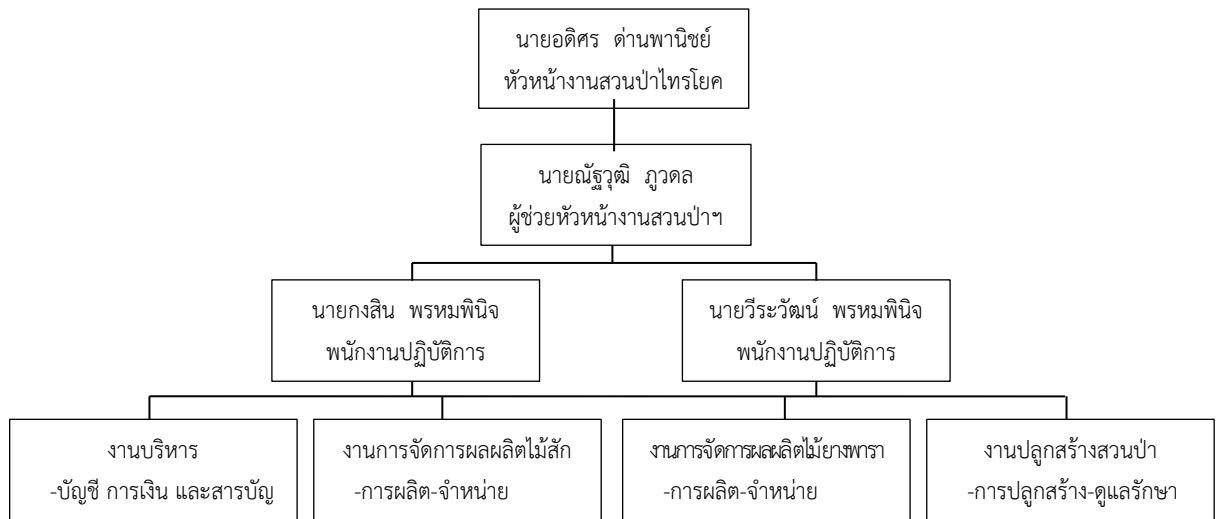 นายอดิศร ด่านพานิชย์
หัวหน้างานสวนป่าไทรโยค
นายณัฐวุฒิ ภูวดล
ผู้ช่วยหัวหน้างานสวนป่าฯ
นายกงสิน พรหมพินิจ
พนักงานปฏิบัติการ
นายวีระวัฒน์ พรหมพินิจ
พนักงานปฏิบัติการ
งานบริหาร
-บัญชี การเงิน และสารบัญ
งานการจัดการผลผลิตไม้สัก
-การผลิต-จำหน่าย
งานการจัดการผลผลิตไม้ยางพารา
-การผลิต-จำหน่าย
งานปลูกสร้างสวนป่า
-การปลูกสร้าง-ดูแลรักษา